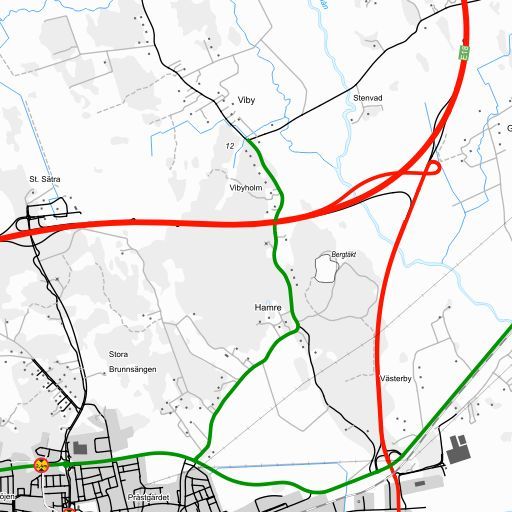 E18
Viby
Stenvad
12
St. Sätra
Vibyholm
Bergtäkt
Hamre
Stora
Brunnsängen
Västerby
Prästgärdet